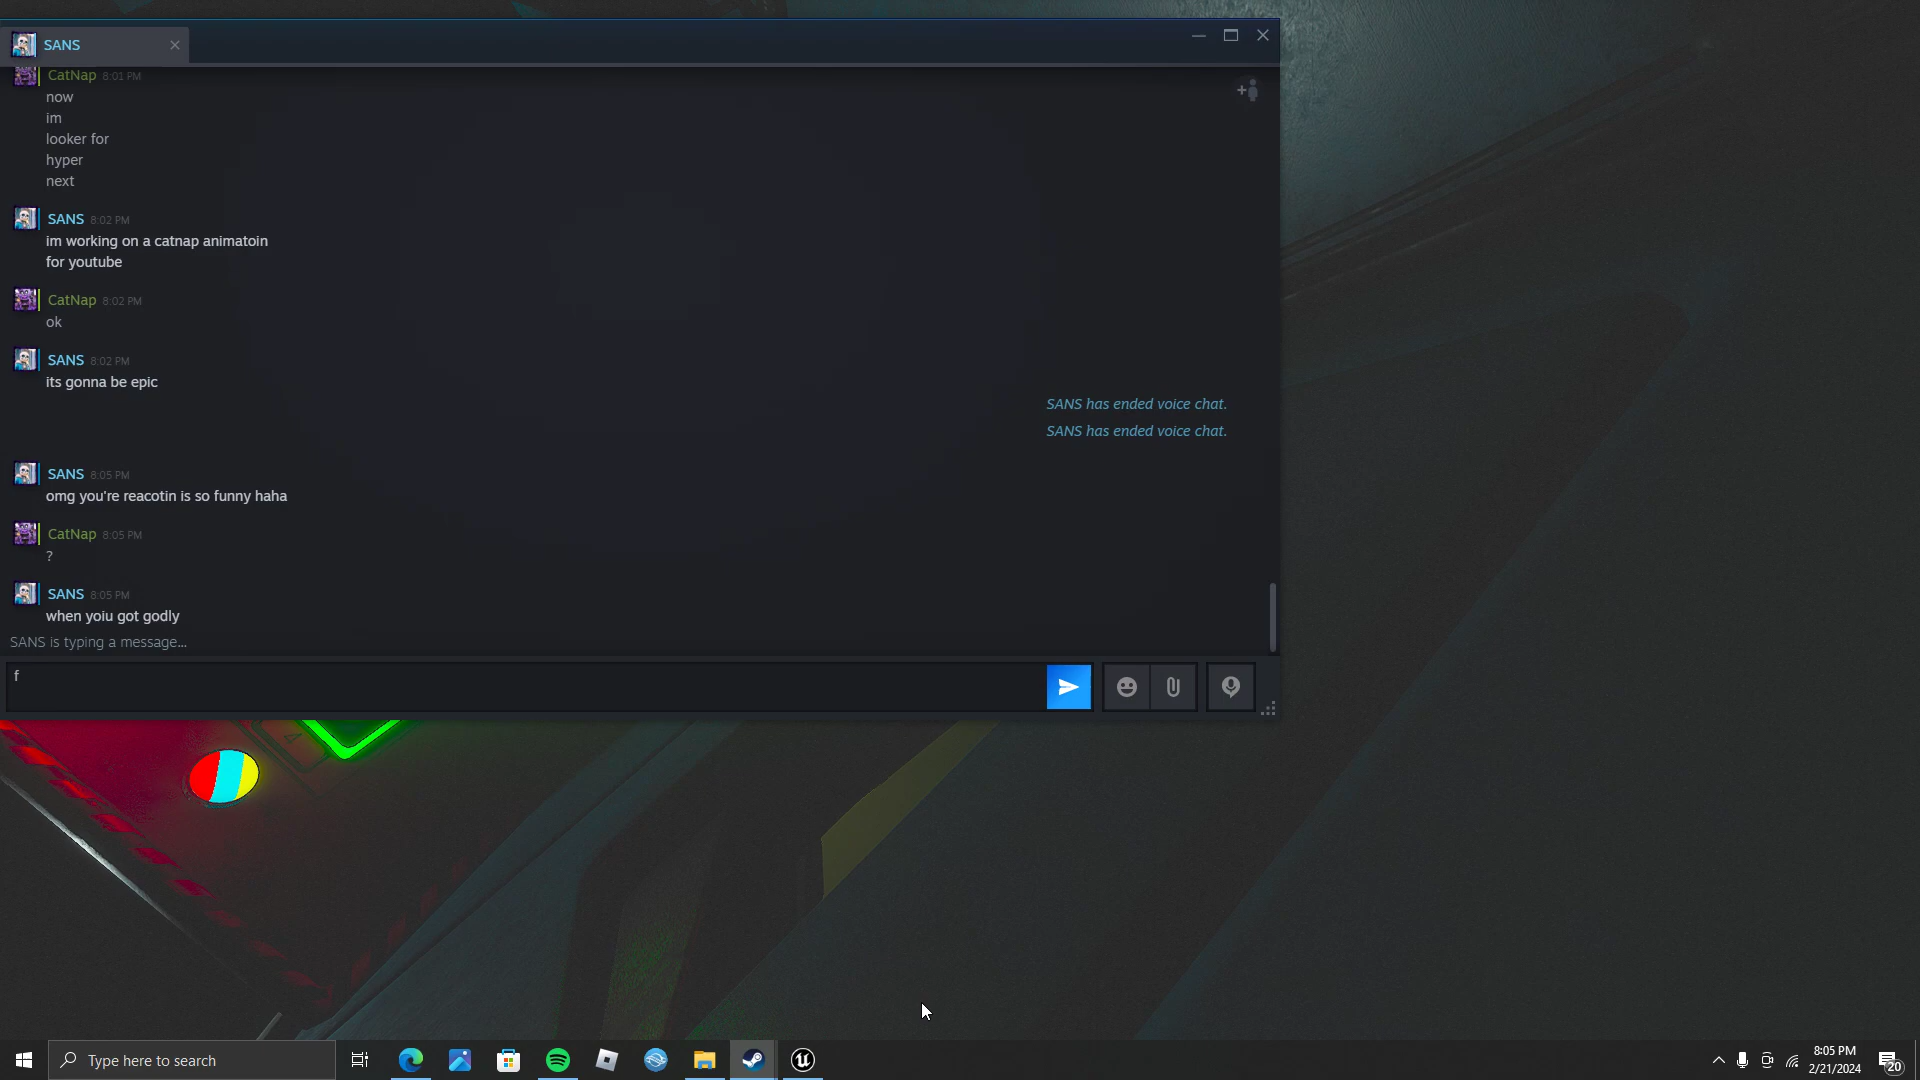 SANS
CatNap 8:01 PM
now
im
looker for
hyper
next
SANS 8:02 PM
im working on a catnap animatoin
for youtube
CatNap 8:02 PM
ok
SANS 8:02 PM
its gonna be epic
SANS has ended voice chat.
SANS has ended voice chat.
SANS 8:05 PM
omg you're reacotin is so funny haha
CatNap 8:05 PM
?
SANS 8:05 PM
when yoiu got godly
SANS is typing a message...
f
Type here to search
8:05 PM
2/21/2024
20